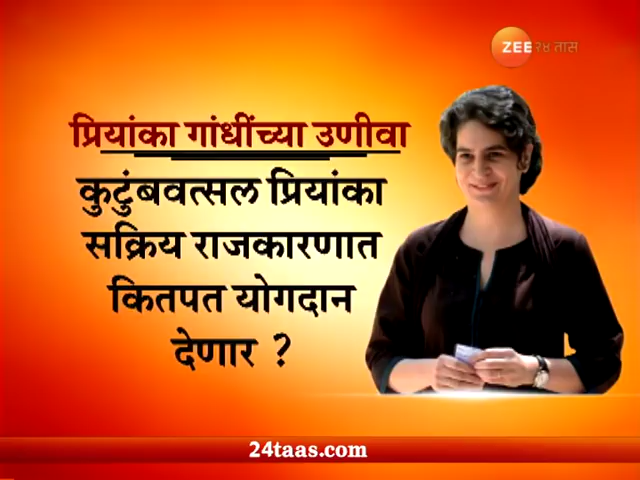 ZEE २४ तास
प्रियांका गांधींच्या उणीवा
कुटुंबवत्सल प्रियांका
सक्रिय राजकारणात
कितपत योगदान
देणार ?
24taas.com